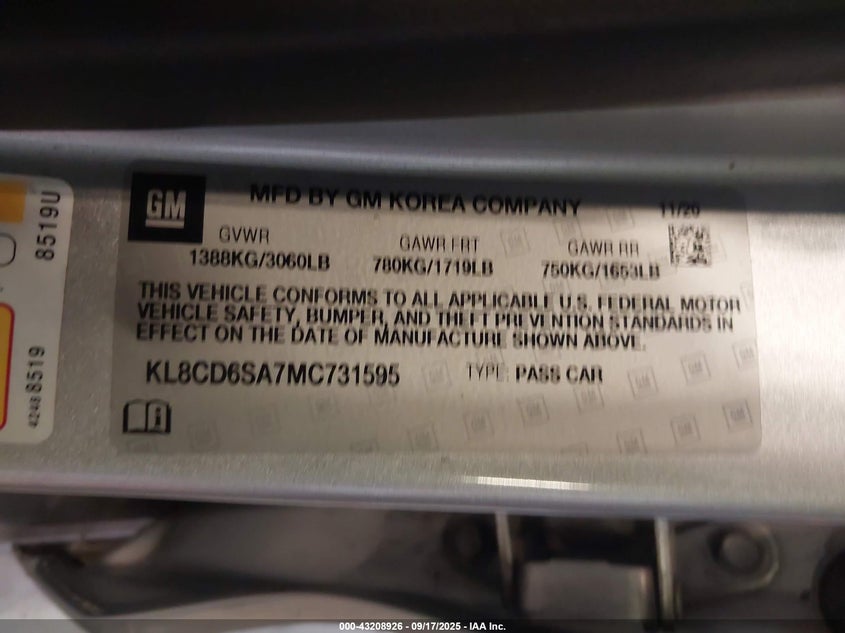 GM
MFD BY GM KOREA COMPANY 11/20
GVWR GAWR FRT GAWR RR
1388KG/3060LB 780KG/1719LB 750KG/1653LB
THIS VEHICLE CONFORMS TO ALL APPLICABLE U.S. FEDERAL MOTOR
VEHICLE SAFETY, BUMPER, AND THEFT PREVENTION STANDARDS IN
EFFECT ON THE DATE OF MANUFACTURE SHOWN ABOVE.
KL8CD6SA7MC731595 TYPE: PASS CAR
8519U
4248 8519
000-43208926 - 09/17/2025 - IAA Inc.